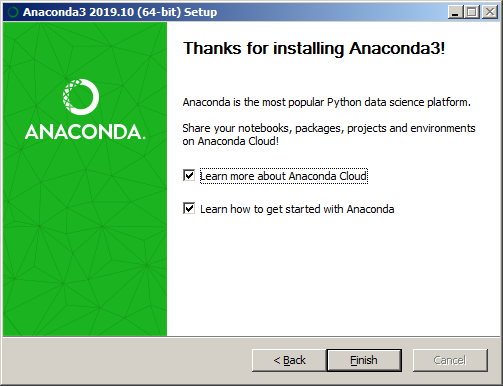 Anaconda3 2019.10 (64-bit) Setup
Thanks for installing Anaconda3!
ANACONDA.
Anaconda is the most popular Python data science platform.
Share your notebooks, packages, projects and environments
on Anaconda Cloud!
Learn more about Anaconda Cloud
Learn how to get started with Anaconda
< Back
Finish
Cancel